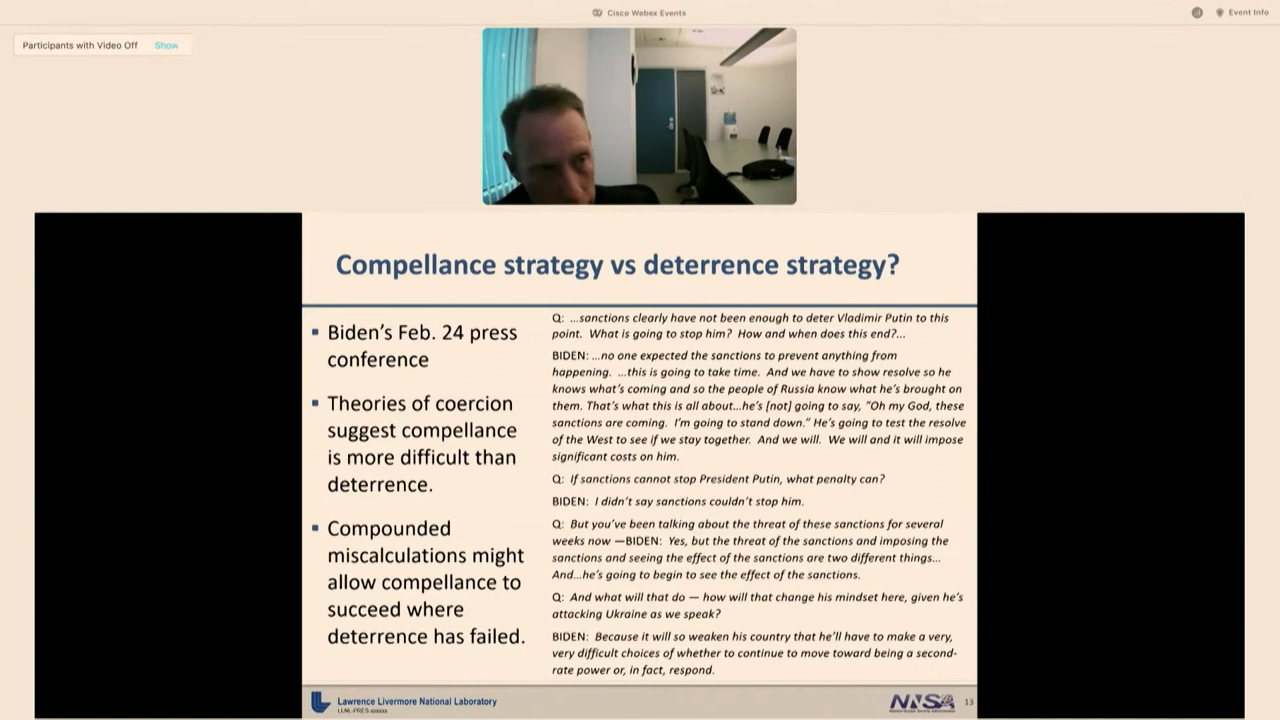 Cisco Webex Events
Event Info
Participants with Video Off Show
Compellance strategy vs deterrence strategy?
Biden's Feb. 24 press
conference
Theories of coercion
suggest compellance
is more difficult than
deterrence.
Compounded
miscalculations might
allow compellance to
succeed where
deterrence has failed.
Q: ...sanctions clearly have not been enough to deter Vladimir Putin to this
point. What is going to stop him? How and when does this end?...
BIDEN: ...no one expected the sanctions to prevent anything from
happening. ...this is going to take time. And we have to show resolve so he
knows what's coming and so the people of Russia know what he's brought on
them. That's what this is all about...he's [not] going to say, "Oh my God, these
sanctions are coming. I'm going to stand down." He's going to test the resolve
of the West to see if we stay together. And we will. We will and it will impose
significant costs on him.
Q: If sanctions cannot stop President Putin, what penalty can?
BIDEN: I didn't say sanctions couldn't stop him.
Q: But you've been talking about the threat of these sanctions for several
weeks now —BIDEN: Yes, but the threat of the sanctions and imposing the
sanctions and seeing the effect of the sanctions are two different things...
And...he's going to begin to see the effect of the sanctions.
Q: And what will that do — how will that change his mindset here, given he's
attacking Ukraine as we speak?
BIDEN: Because it will so weaken his country that he'll have to make a very,
very difficult choices of whether to continue to move toward being a second-
rate power or, in fact, respond.
Lawrence Livermore National Laboratory
LLNL-PRES-xxxxxx
NNSA
13